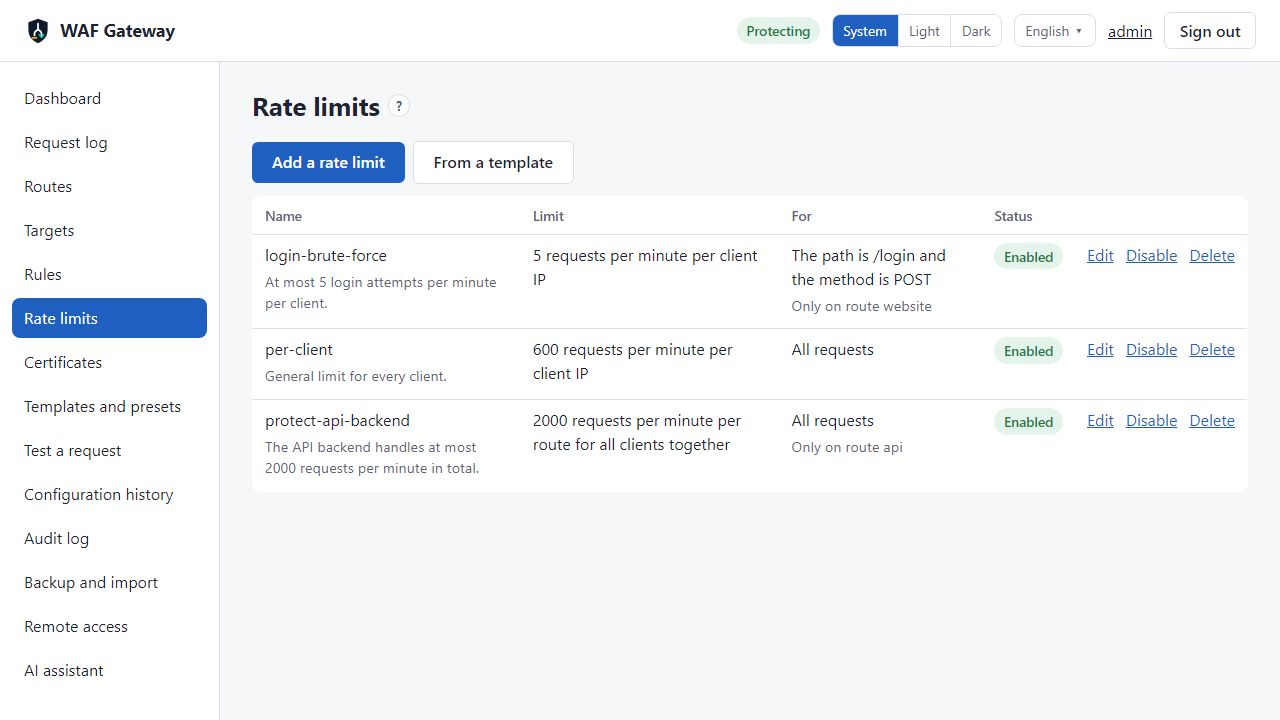 WAF Gateway
Protecting
System Light Dark
English
admin
Sign out
Dashboard
Request log
Routes
Targets
Rules
Rate limits
Certificates
Templates and presets
Test a request
Configuration history
Audit log
Backup and import
Remote access
AI assistant
Rate limits ?
Add a rate limit From a template
Name Limit For Status
login-brute-force
At most 5 login attempts per minute
per client.
5 requests per minute per client
IP
The path is /login and
the method is POST
Only on route website
Enabled
Edit Disable Delete
per-client
General limit for every client.
600 requests per minute per
client IP
All requests
Enabled
Edit Disable Delete
protect-api-backend
The API backend handles at most
2000 requests per minute in total.
2000 requests per minute per
route for all clients together
All requests
Only on route api
Enabled
Edit Disable Delete